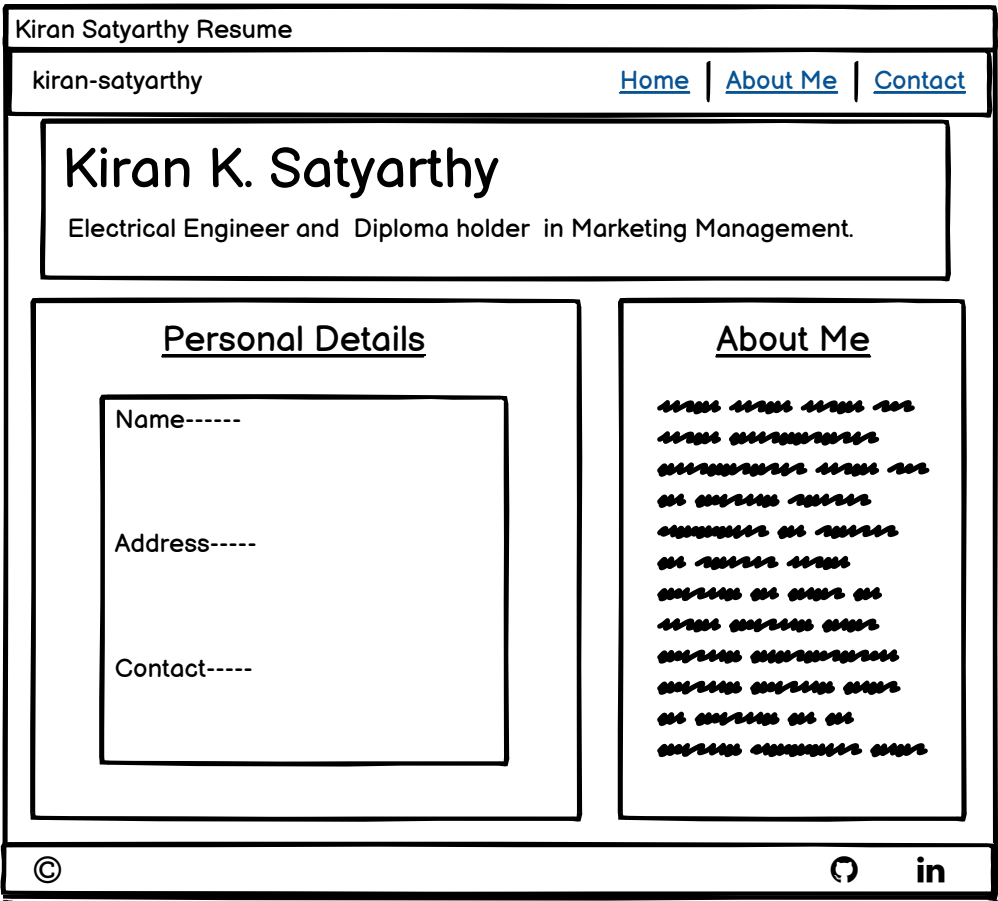 Kiran Satyarthy Resume
kiran-satyarthy
Home About Me Contact
Kiran K. Satyarthy
Electrical Engineer and Diploma holder in Marketing Management.
Personal Details
Name------
Address-----
Contact-----
About Me
©
in